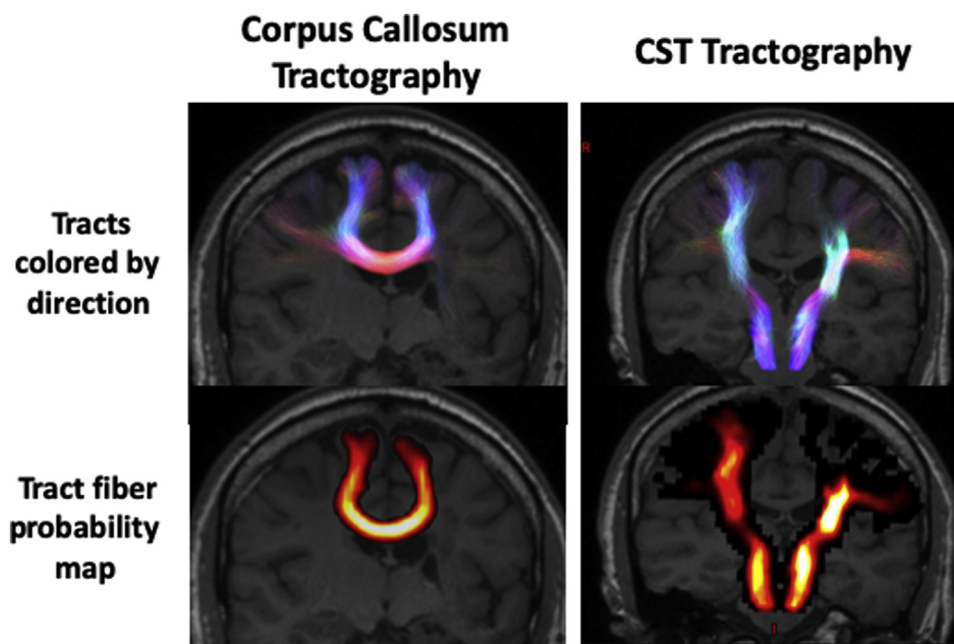 Corpus Callosum
Tractography
CST Tractography
R
Tracts
colored by
direction
Tract fiber
probability
map
I